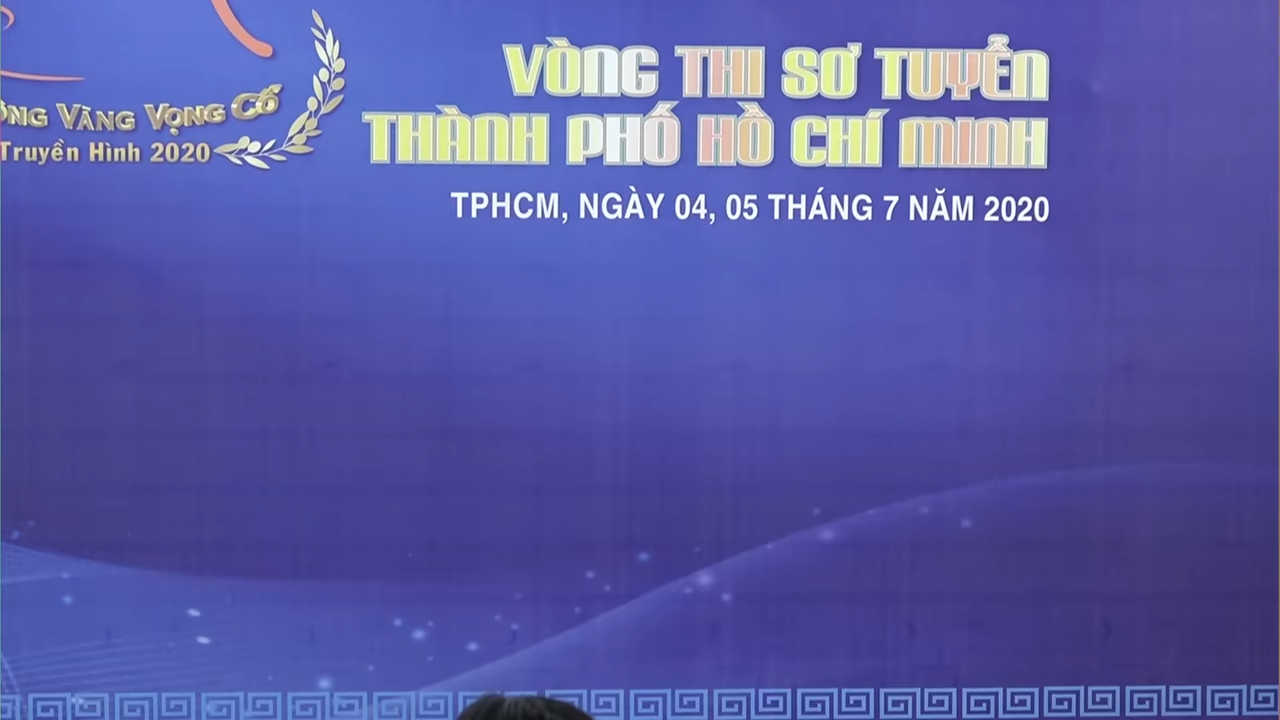 VÀNG VỌNG CỔ
Truyền Hình 2020
VÒNG THI SƠ TUYỂN
THÀNH PHỐ HỒ CHÍ MINH
TPHCM, NGÀY 04, 05 THÁNG 7 NĂM 2020